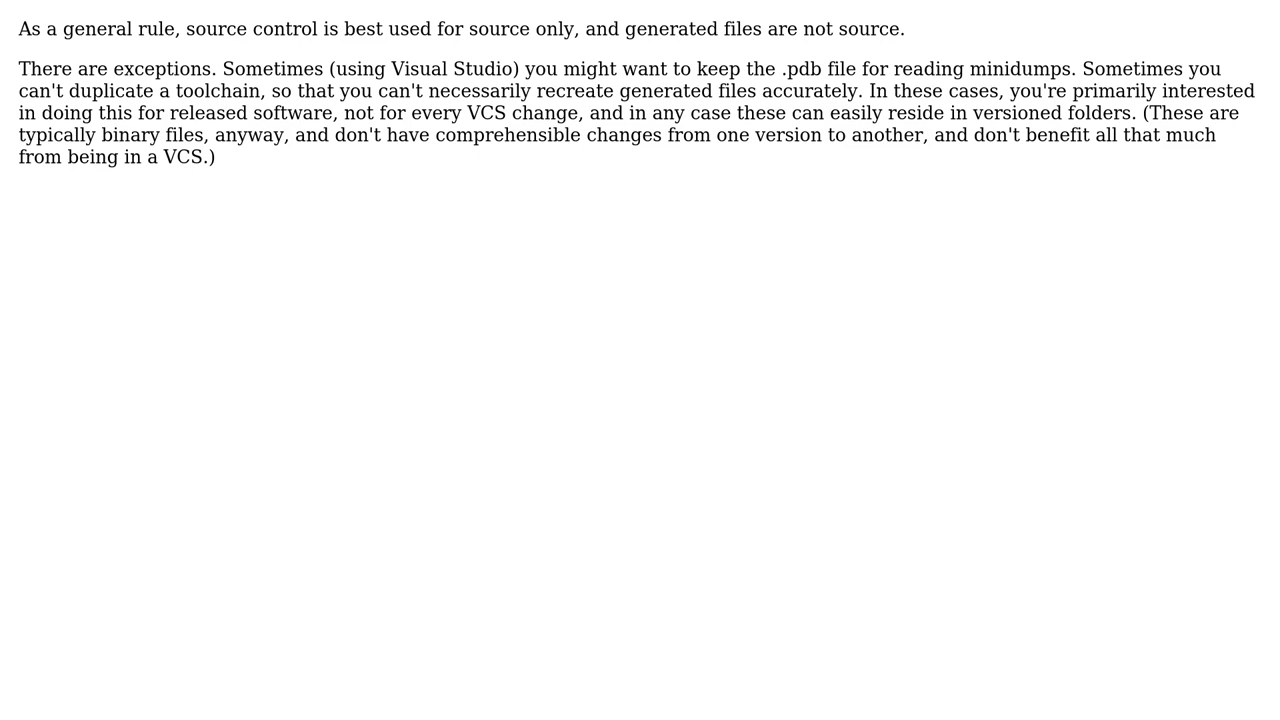 As a general rule, source control is best used for source only, and generated files are not source.
There are exceptions. Sometimes (using Visual Studio) you might want to keep the .pdb file for reading minidumps. Sometimes you
can't duplicate a toolchain, so that you can't necessarily recreate generated files accurately. In these cases, you're primarily interested
in doing this for released software, not for every VCS change, and in any case these can easily reside in versioned folders. (These are
typically binary files, anyway, and don't have comprehensible changes from one version to another, and don't benefit all that much
from being in a VCS.)